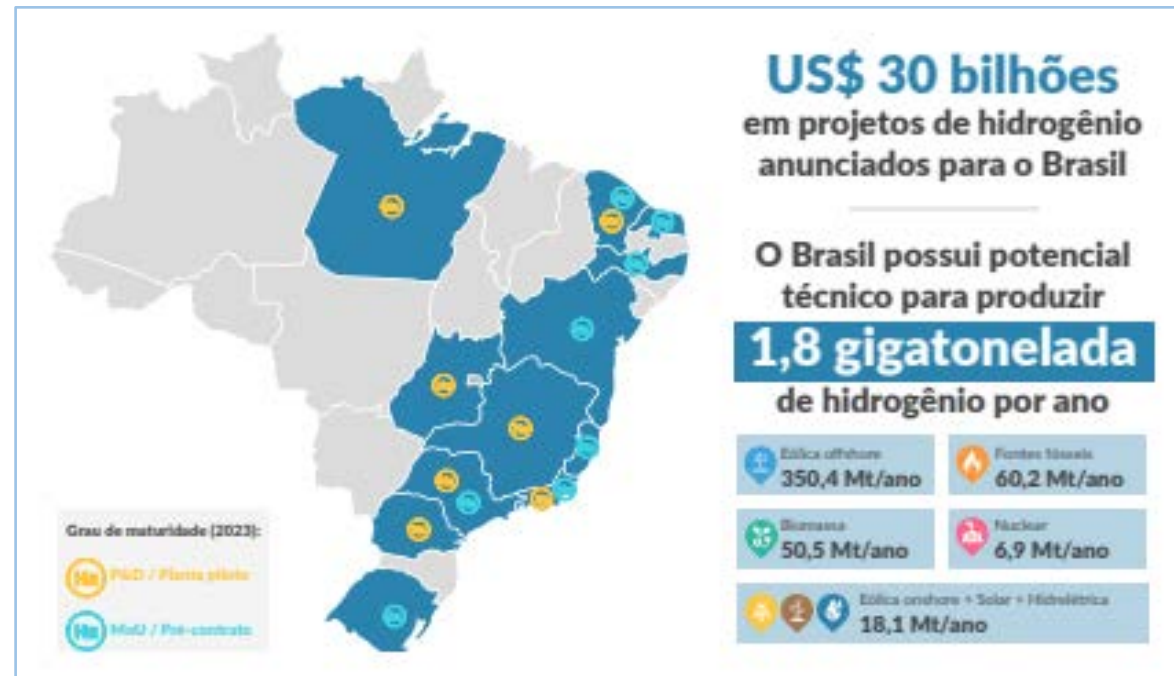 US$ 30 bilhões
em projetos de hidrogênio
anunciados para o Brasil
O Brasil possui potencial
técnico para produzir
1,8 gigatonelada
de hidrogênio por ano
Eólica offshore
350,4 Mt/ano
Fontes fósseis
60,2 Mt/ano
Biomassa
50,5 Mt/ano
Nuclear
6,9 Mt/ano
Eólica onshore + Solar + Hidrelétrica
18,1 Mt/ano
Grau de maturidade (2023):
P&D / Planta piloto
MoU / Pré-contrato